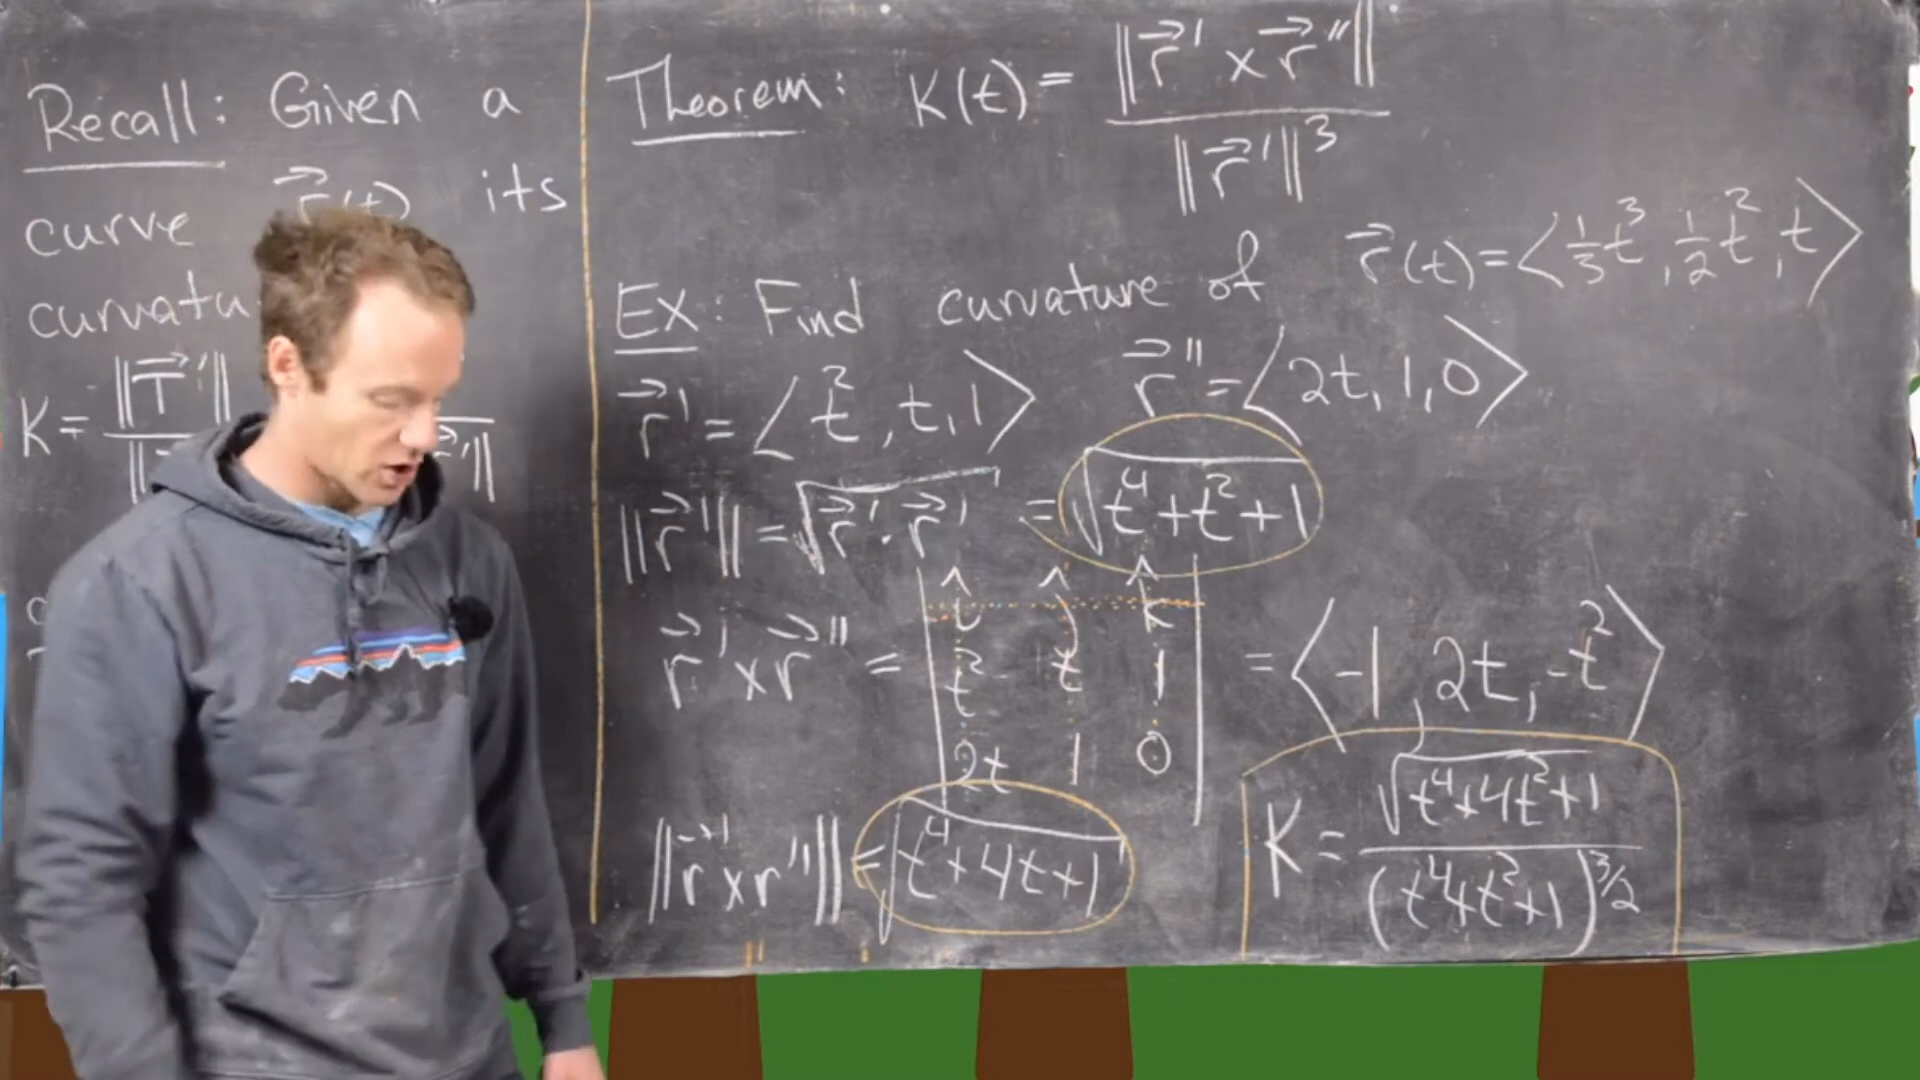 Recall: Given a
curve r⃗(t) its
curvatu
K = ‖T⃗'‖
Theorem: K(t) = ‖r⃗' × r⃗''‖ / ‖r⃗'‖³
Ex: Find curvature of r⃗(t) = ⟨1/3 t³, 1/2 t², t⟩
r⃗' = ⟨t², t, 1⟩ r⃗'' = ⟨2t, 1, 0⟩
‖r⃗'‖ = √(r⃗' · r⃗') = √(t⁴ + t² + 1)
r⃗' × r⃗'' = | î ĵ k̂ |
| t² t 1 |
| 2t 1 0 | = ⟨-1, 2t, -t²⟩
‖r⃗' × r''‖ = √(t⁴ + 4t + 1)
K = √(t⁴ + 4t² + 1) / (t⁴ + t² + 1)^(3/2)